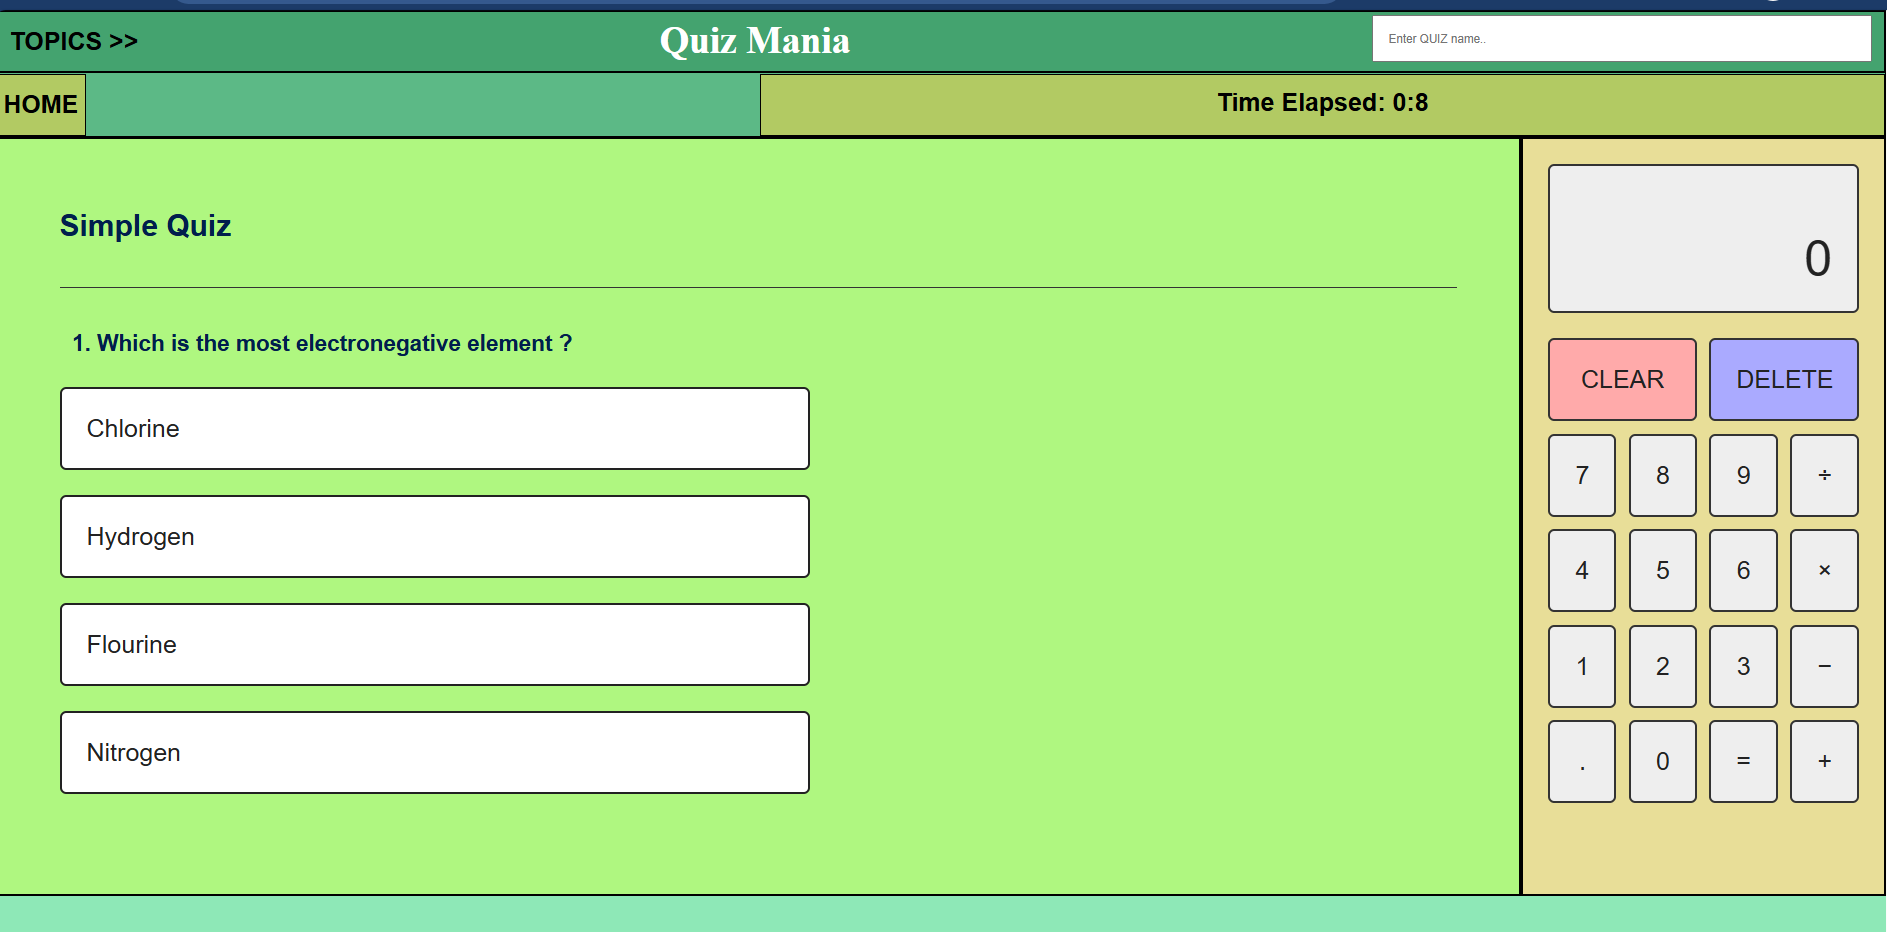 TOPICS >>
Quiz Mania
Enter QUIZ name..
HOME
Time Elapsed: 0:8
Simple Quiz
1. Which is the most electronegative element ?
Chlorine
Hydrogen
Flourine
Nitrogen
0
CLEAR DELETE
7 8 9 ÷
4 5 6 ×
1 2 3 −
. 0 = +